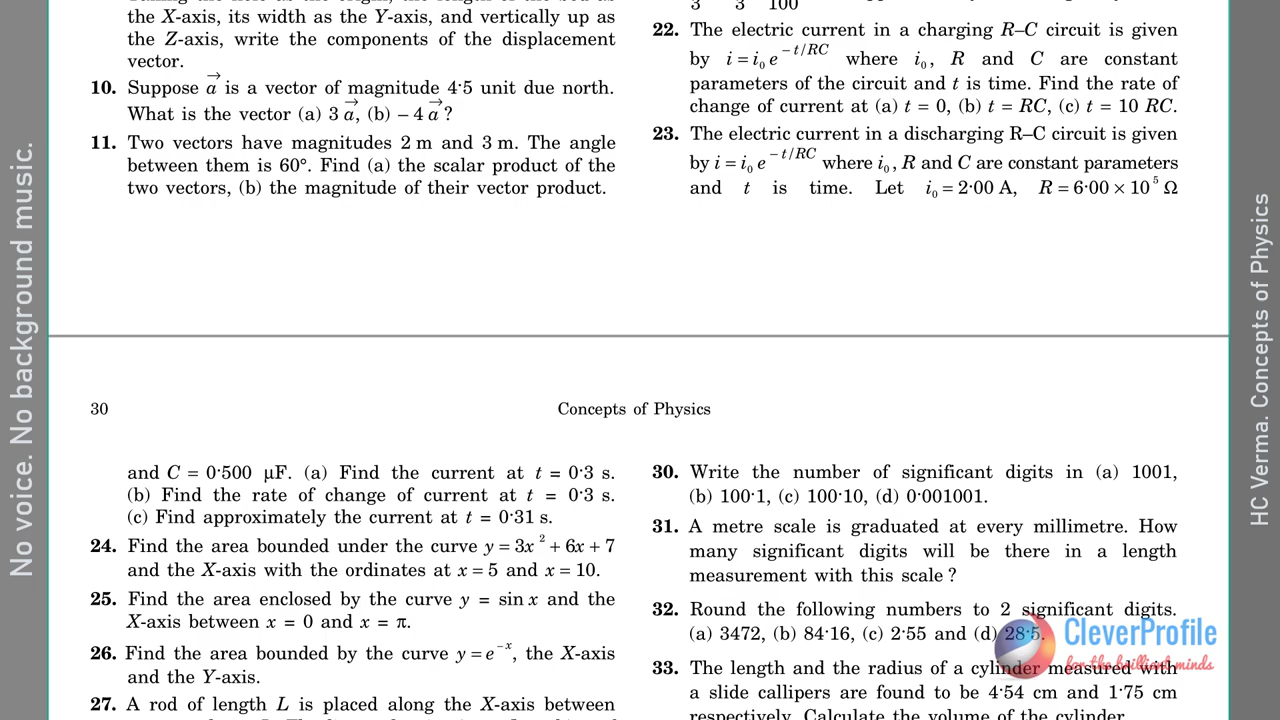 the X-axis, its width as the Y-axis, and vertically up as
the Z-axis, write the components of the displacement
vector.
10. Suppose a⃗ is a vector of magnitude 4·5 unit due north.
What is the vector (a) 3 a⃗, (b) – 4 a⃗ ?
11. Two vectors have magnitudes 2 m and 3 m. The angle
between them is 60°. Find (a) the scalar product of the
two vectors, (b) the magnitude of their vector product.
3 3 100
22. The electric current in a charging R–C circuit is given
by i = i₀ e^(– t/RC) where i₀, R and C are constant
parameters of the circuit and t is time. Find the rate of
change of current at (a) t = 0, (b) t = RC, (c) t = 10 RC.
23. The electric current in a discharging R–C circuit is given
by i = i₀ e^(– t/RC) where i₀, R and C are constant parameters
and t is time. Let i₀ = 2·00 A, R = 6·00 × 10⁵ Ω
30 Concepts of Physics
and C = 0·500 μF. (a) Find the current at t = 0·3 s.
(b) Find the rate of change of current at t = 0·3 s.
(c) Find approximately the current at t = 0·31 s.
24. Find the area bounded under the curve y = 3x² + 6x + 7
and the X-axis with the ordinates at x = 5 and x = 10.
25. Find the area enclosed by the curve y = sin x and the
X-axis between x = 0 and x = π.
26. Find the area bounded by the curve y = e^(–x), the X-axis
and the Y-axis.
27. A rod of length L is placed along the X-axis between
30. Write the number of significant digits in (a) 1001,
(b) 100·1, (c) 100·10, (d) 0·001001.
31. A metre scale is graduated at every millimetre. How
many significant digits will be there in a length
measurement with this scale ?
32. Round the following numbers to 2 significant digits.
(a) 3472, (b) 84·16, (c) 2·55 and (d) 28·5.
33. The length and the radius of a cylinder measured with
a slide callipers are found to be 4·54 cm and 1·75 cm
respectively. Calculate the volume of the cylinder.
No voice. No background music.
HC Verma. Concepts of Physics
CleverProfile
for the brilliant minds